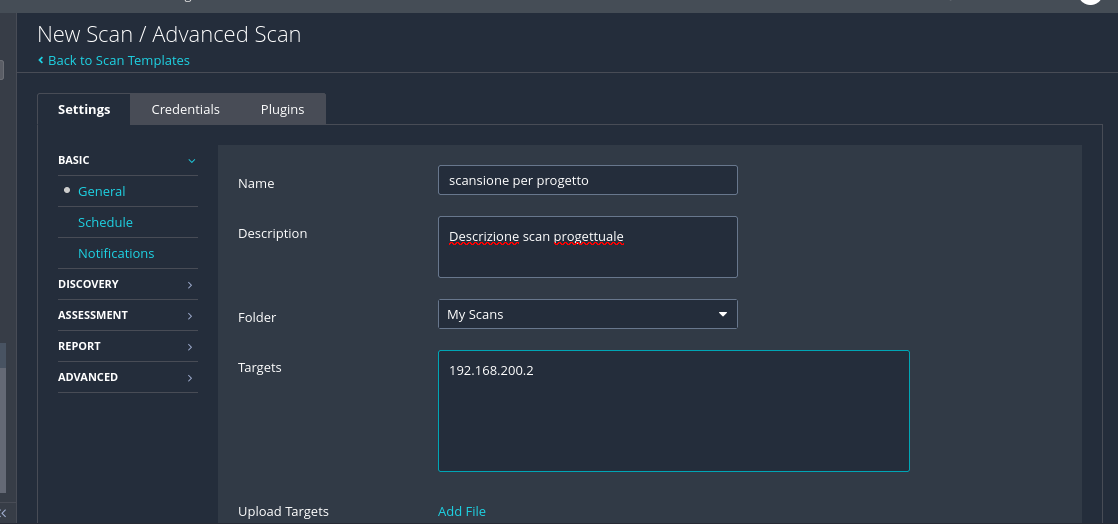 New Scan / Advanced Scan
Back to Scan Templates
Settings
Credentials
Plugins
BASIC
General
Schedule
Notifications
DISCOVERY
ASSESSMENT
REPORT
ADVANCED
Name
scansione per progetto
Description
Descrizione scan progettuale
Folder
My Scans
Targets
192.168.200.2
Upload Targets
Add File